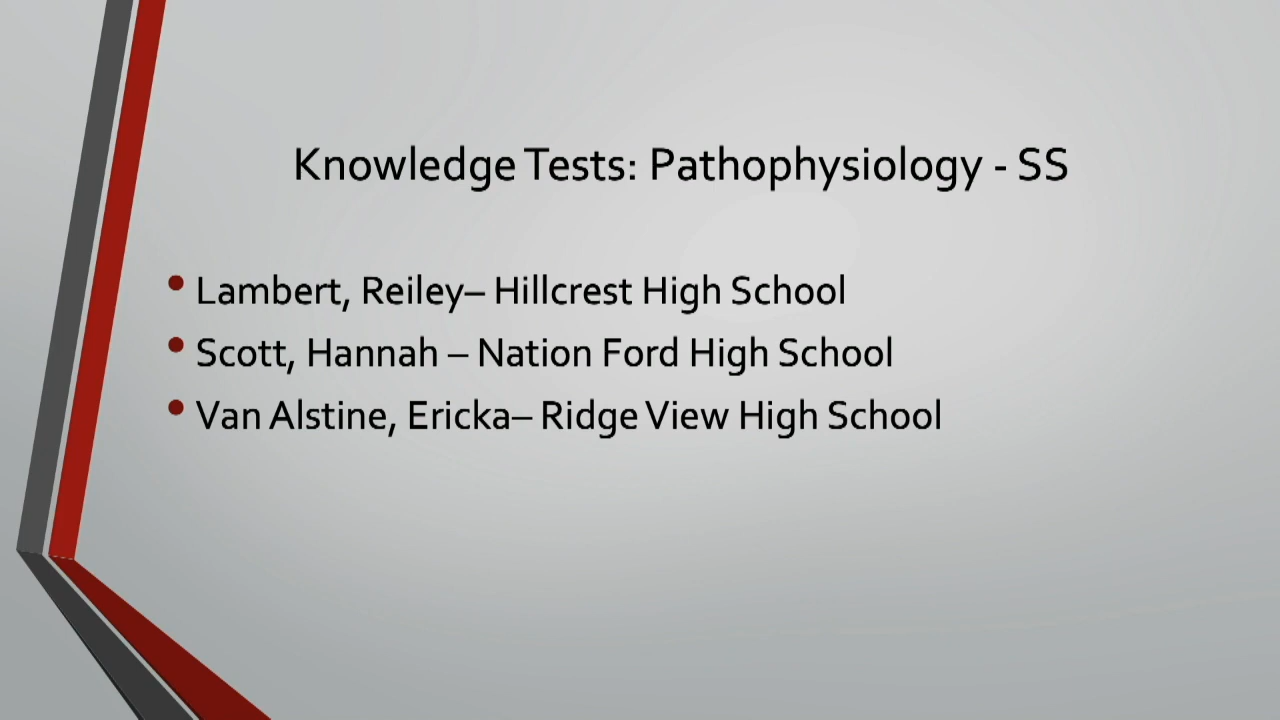 Knowledge Tests: Pathophysiology - SS
• Lambert, Reiley– Hillcrest High School
• Scott, Hannah – Nation Ford High School
• Van Alstine, Ericka– Ridge View High School